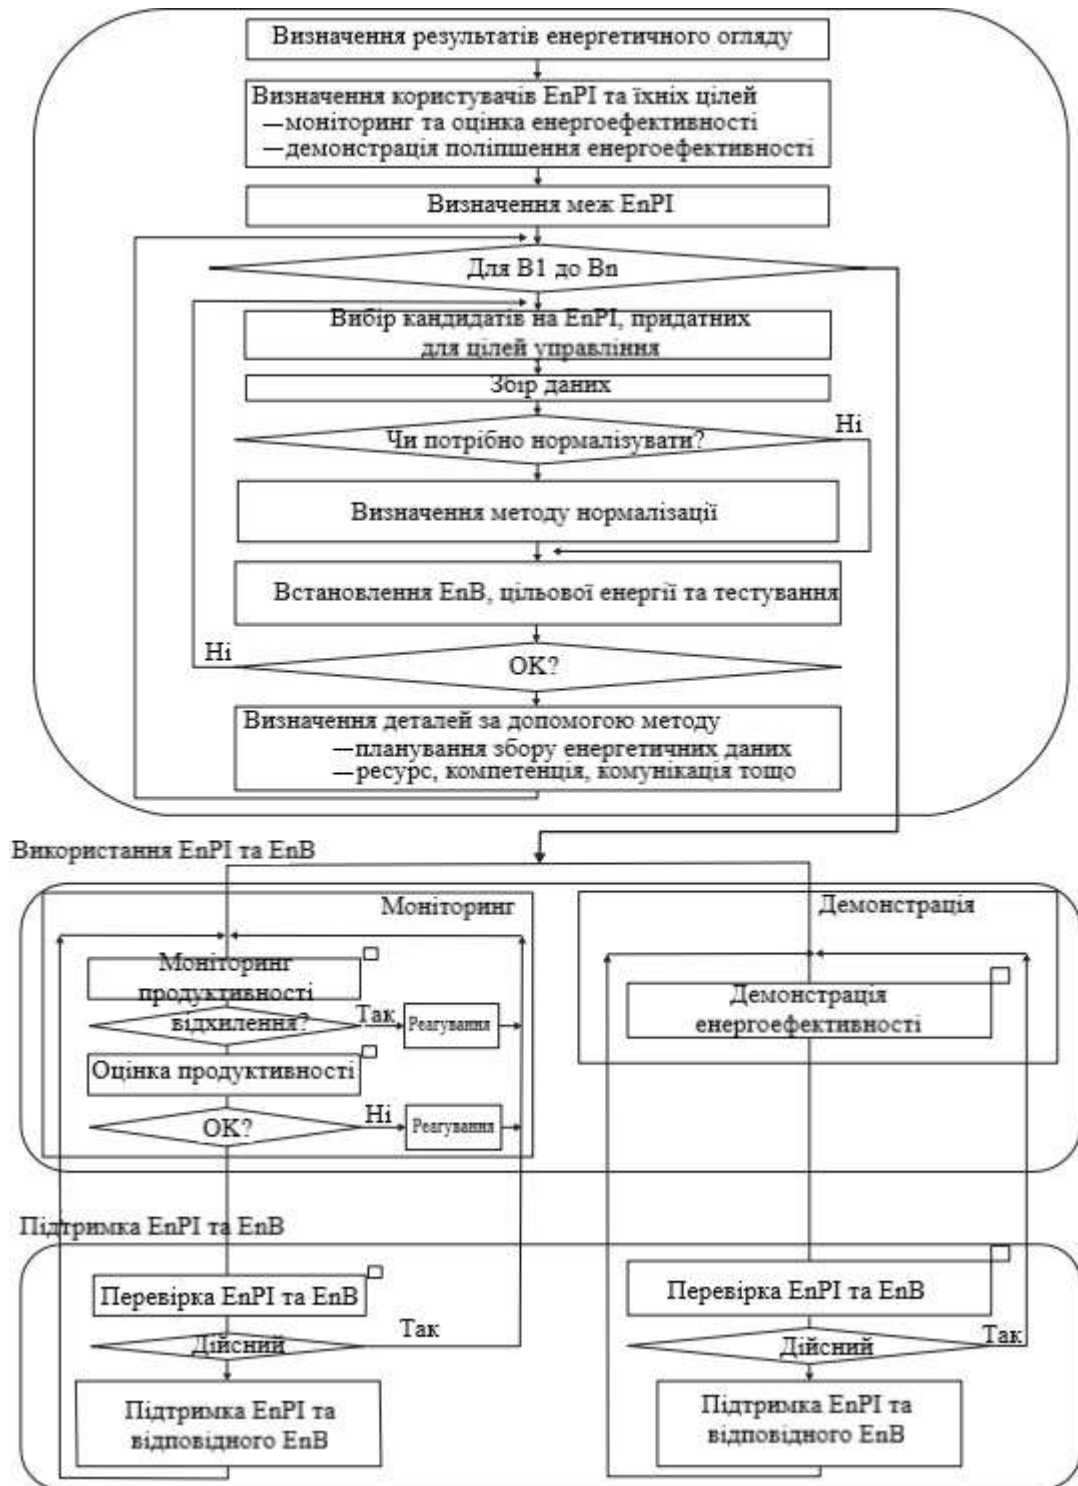 Визначення результатів енергетичного огляду
Визначення користувачів EnPI та їхніх цілей
—моніторинг та оцінка енергоефективності
—демонстрація поліпшення енергоефективності
Визначення меж EnPI
Для B1 до Bn
Вибір кандидатів на EnPI, придатних
для цілей управління
Збір даних
Чи потрібно нормалізувати?
Ні
Визначення методу нормалізації
Встановлення EnB, цільової енергії та тестування
Ні
OK?
Визначення деталей за допомогою методу
—планування збору енергетичних даних
—ресурс, компетенція, комунікація тощо
Використання EnPI та EnB
Моніторинг
Моніторинг
продуктивності
відхилення?
Так
Реагування
Оцінка продуктивності
OK?
Ні
Реагування
Демонстрація
Демонстрація
енергоефективності
Підтримка EnPI та EnB
Перевірка EnPI та EnB
Дійсний
Так
Підтримка EnPI та
відповідного EnB
Перевірка EnPI та EnB
Дійсний
Так
Підтримка EnPI та
відповідного EnB